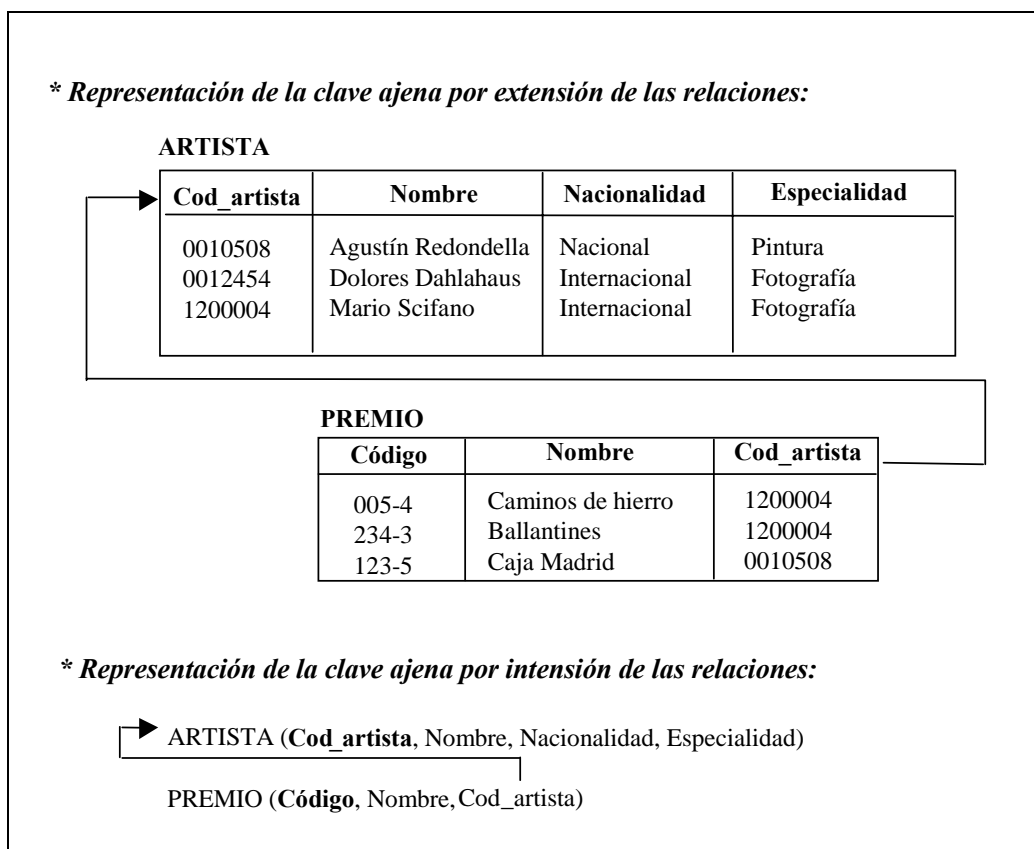 * Representación de la clave ajena por extensión de las relaciones:
ARTISTA
Cod_artista Nombre Nacionalidad Especialidad
0010508 Agustín Redondella Nacional Pintura
0012454 Dolores Dahlahaus Internacional Fotografía
1200004 Mario Scifano Internacional Fotografía
PREMIO
Código Nombre Cod_artista
005-4 Caminos de hierro 1200004
234-3 Ballantines 1200004
123-5 Caja Madrid 0010508
* Representación de la clave ajena por intensión de las relaciones:
ARTISTA (Cod_artista, Nombre, Nacionalidad, Especialidad)
PREMIO (Código, Nombre, Cod_artista)